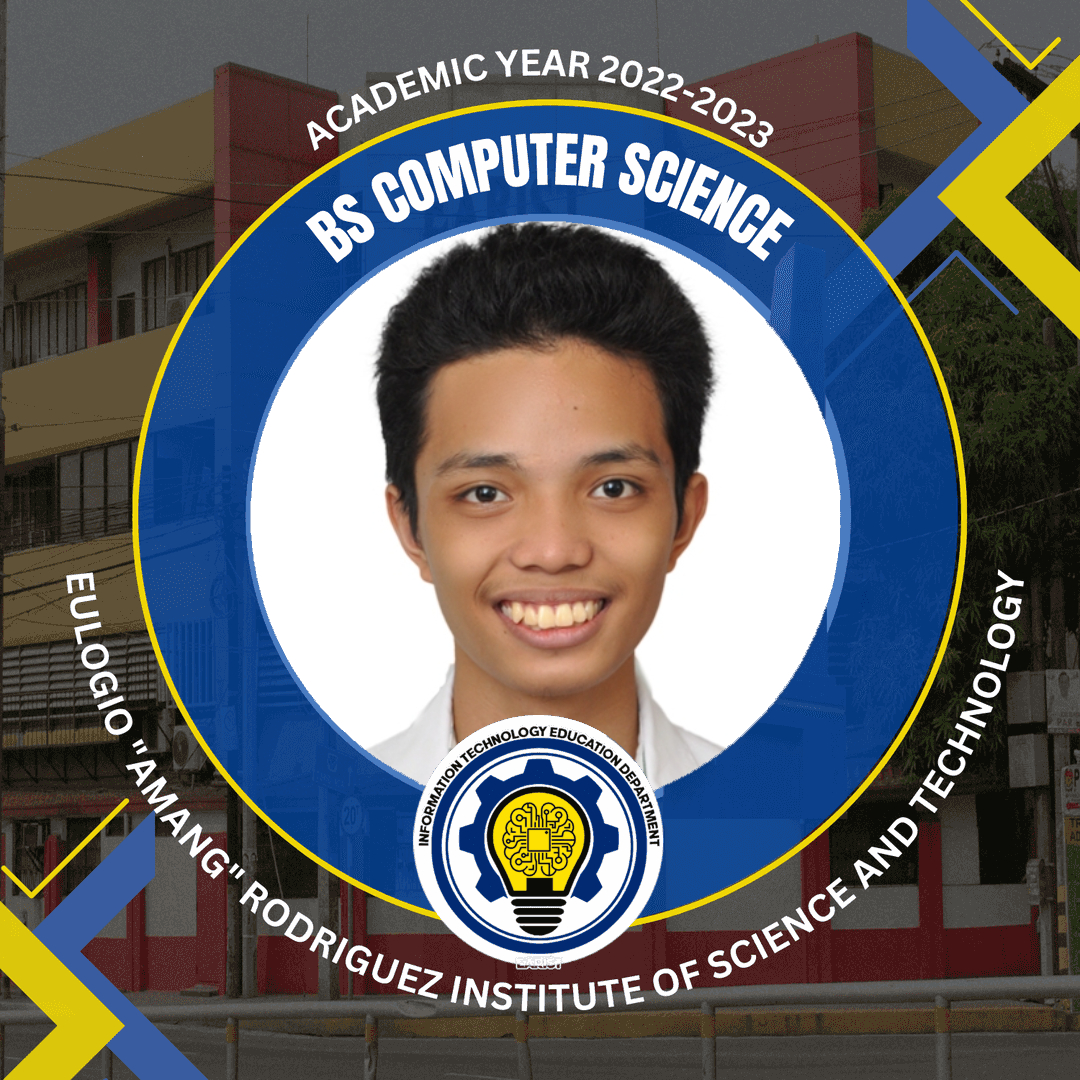 ACADEMIC YEAR 2022-2023
BS COMPUTER SCIENCE
INFORMATION TECHNOLOGY EDUCATION DEPARTMENT
EARIST
EULOGIO "AMANG" RODRIGUEZ INSTITUTE OF SCIENCE AND TECHNOLOGY